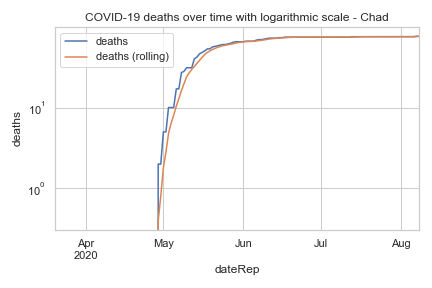 COVID-19 deaths over time with logarithmic scale - Chad
deaths
deaths (rolling)
10¹
10⁰
deaths
Apr May Jun Jul Aug
2020
dateRep